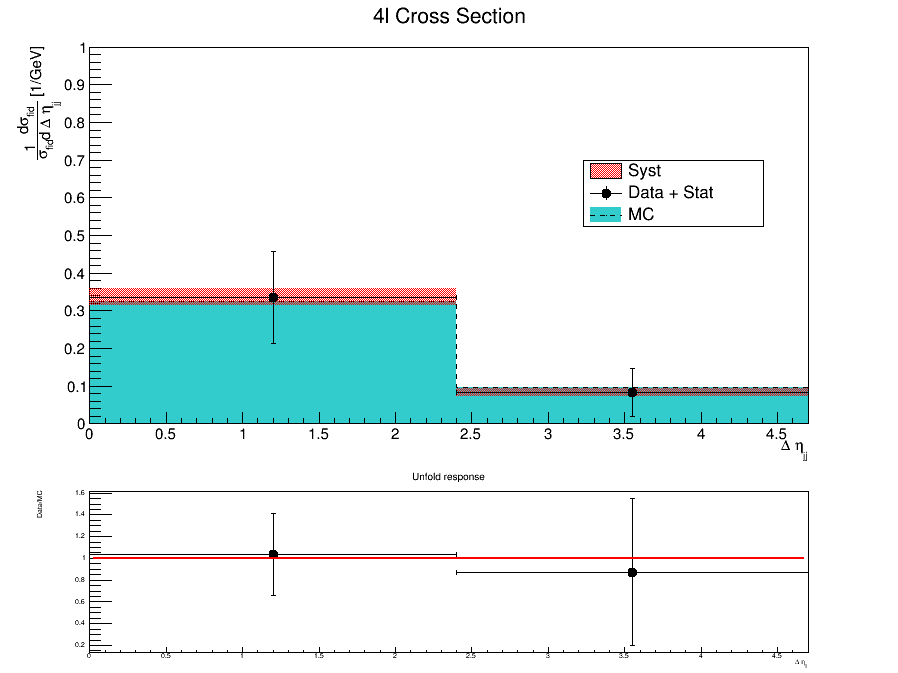 4l Cross Section
1/σfid dσfid/d Δ ηjj [1/GeV]
1
0.9
0.8
0.7
0.6
0.5
0.4
0.3
0.2
0.1
0
Syst
Data + Stat
MC
0 0.5 1 1.5 2 2.5 3 3.5 4 4.5
Δ ηjj
Unfold response
Data/MC
1.6
1.4
1.2
1
0.8
0.6
0.4
0.2
0 0.5 1 1.5 2 2.5 3 3.5 4 4.5
Δ ηjj